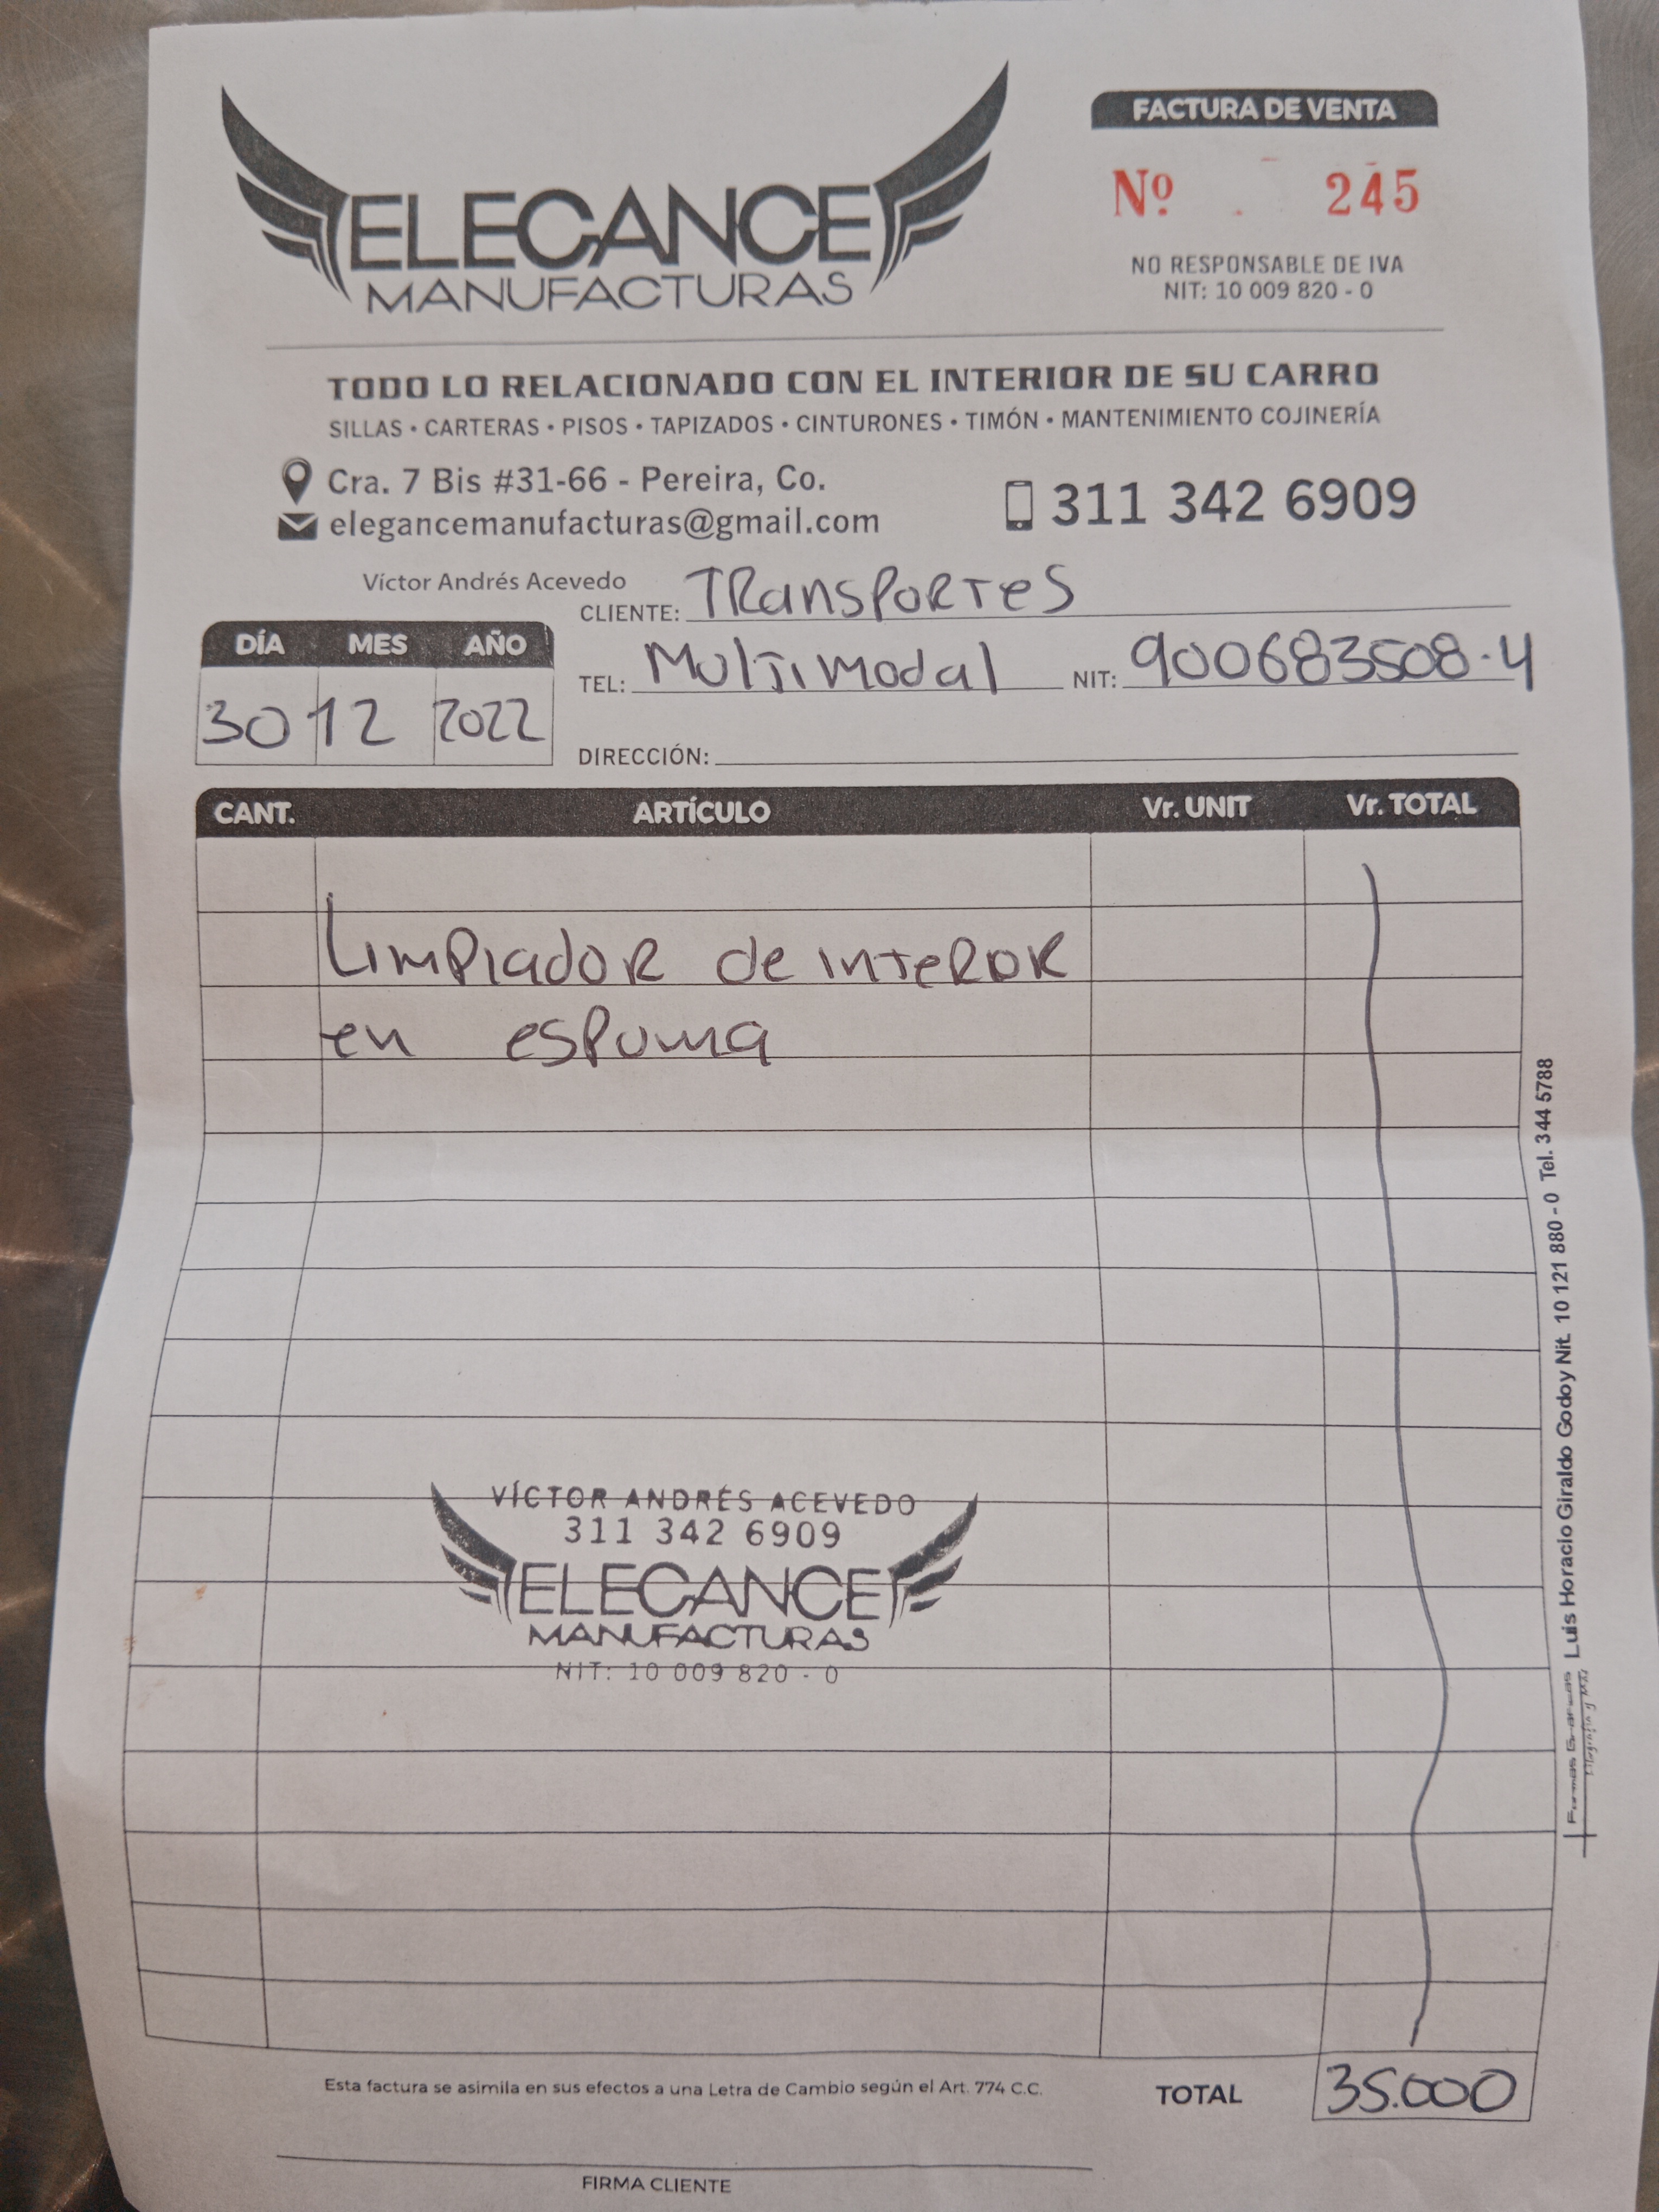 ELEGANCE
MANUFACTURAS
FACTURA DE VENTA
Nº 245
NO RESPONSABLE DE IVA
NIT: 10 009 820 - 0
TODO LO RELACIONADO CON EL INTERIOR DE SU CARRO
SILLAS • CARTERAS • PISOS • TAPIZADOS • CINTURONES • TIMÓN • MANTENIMIENTO COJINERÍA
Cra. 7 Bis #31-66 - Pereira, Co.
elegancemanufacturas@gmail.com
311 342 6909
Víctor Andrés Acevedo
CLIENTE: Transportes
TEL: Multimodal NIT: 900683508-4
DIRECCIÓN:
DÍA MES AÑO
30 12 2022
CANT. ARTÍCULO Vr. UNIT Vr. TOTAL
Limpiador de interor
en espuma
VÍCTOR ANDRÉS ACEVEDO
311 342 6909
ELEGANCE
MANUFACTURAS
NIT: 10 009 820 - 0
Esta factura se asimila en sus efectos a una Letra de Cambio según el Art. 774 C.C.
TOTAL 35.000
FIRMA CLIENTE
Formas Gráficas Luis Horacio Giraldo Godoy Nit. 10 121 880 - 0 Tel. 344 5788